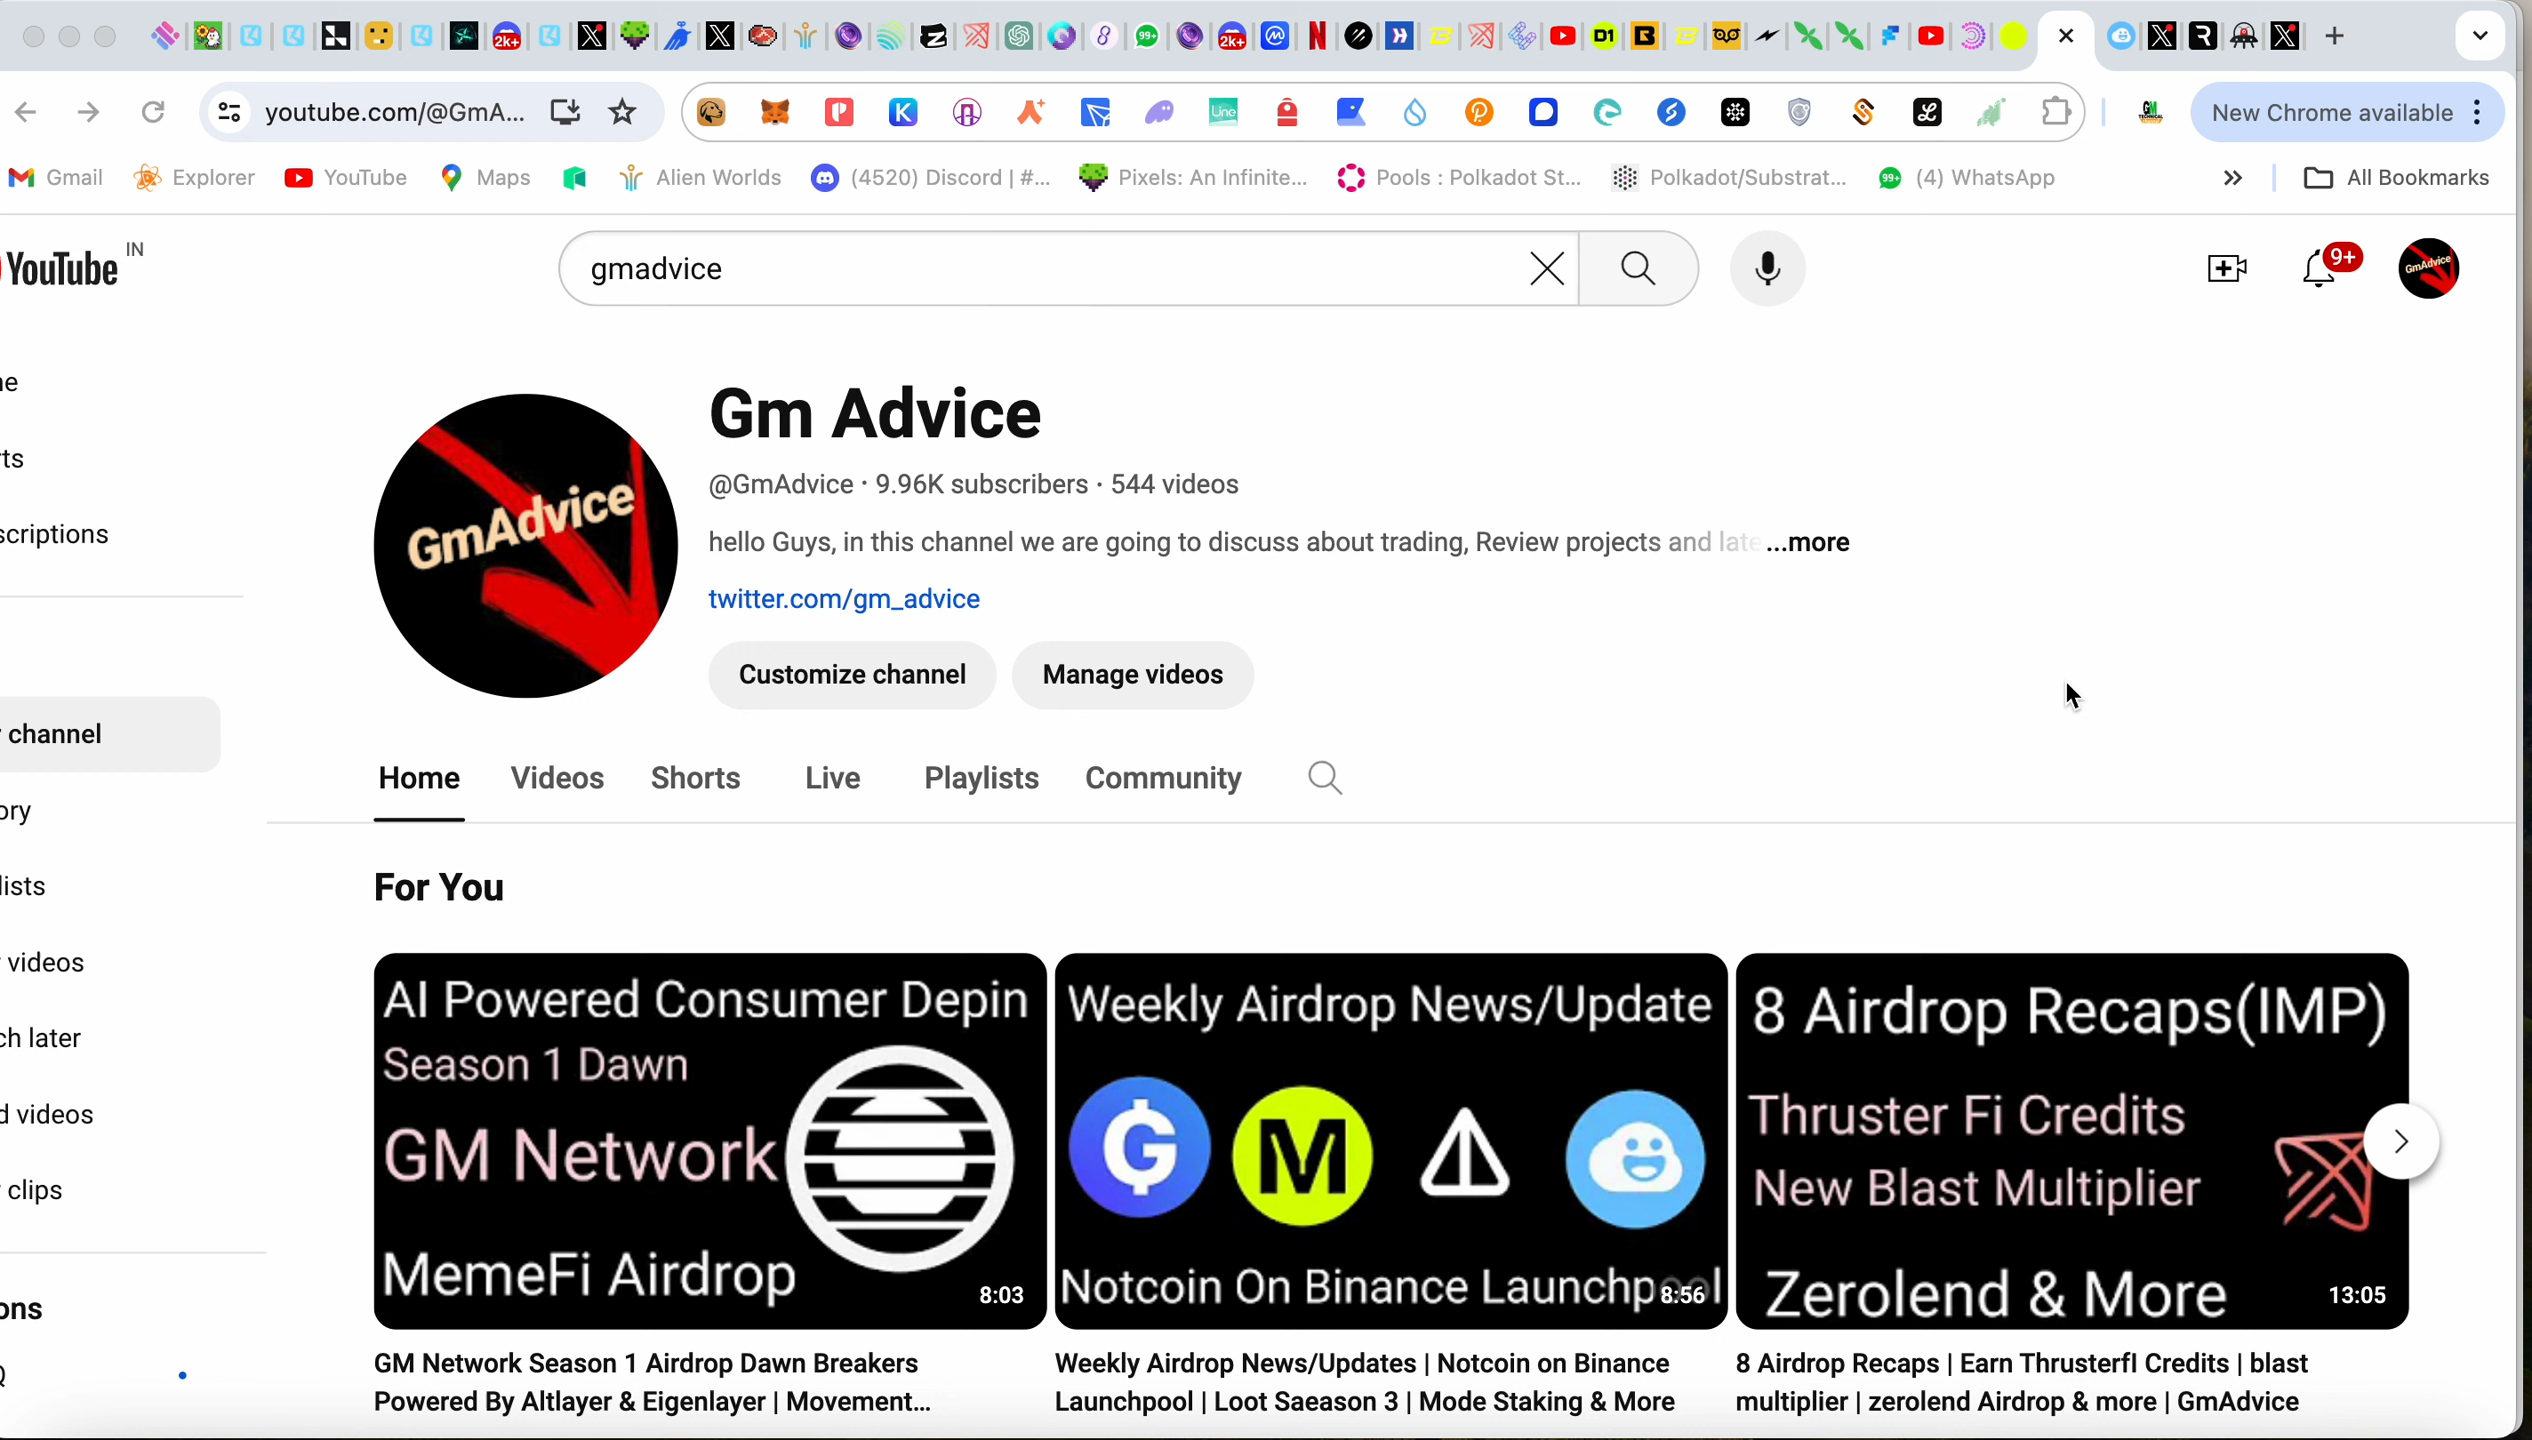 youtube.com/@GmA...
New Chrome available
Gmail
Explorer
YouTube
Maps
Alien Worlds
(4520) Discord | #...
Pixels: An Infinite...
Pools : Polkadot St...
Polkadot/Substrat...
(4) WhatsApp
All Bookmarks
YouTube IN
gmadvice
9+
GmAdvice
Gm Advice
@GmAdvice · 9.96K subscribers · 544 videos
hello Guys, in this channel we are going to discuss about trading, Review projects and late ...more
twitter.com/gm_advice
Customize channel
Manage videos
scriptions
channel
ory
lists
videos
ch later
d videos
clips
ons
Home
Videos
Shorts
Live
Playlists
Community
For You
AI Powered Consumer Depin
Season 1 Dawn
GM Network
MemeFi Airdrop
8:03
GM Network Season 1 Airdrop Dawn Breakers
Powered By Altlayer & Eigenlayer | Movement...
Weekly Airdrop News/Update
Notcoin On Binance Launchpool
8:56
Weekly Airdrop News/Updates | Notcoin on Binance
Launchpool | Loot Saeason 3 | Mode Staking & More
8 Airdrop Recaps(IMP)
Thruster Fi Credits
New Blast Multiplier
Zerolend & More
13:05
8 Airdrop Recaps | Earn ThrusterfI Credits | blast
multiplier | zerolend Airdrop & more | GmAdvice